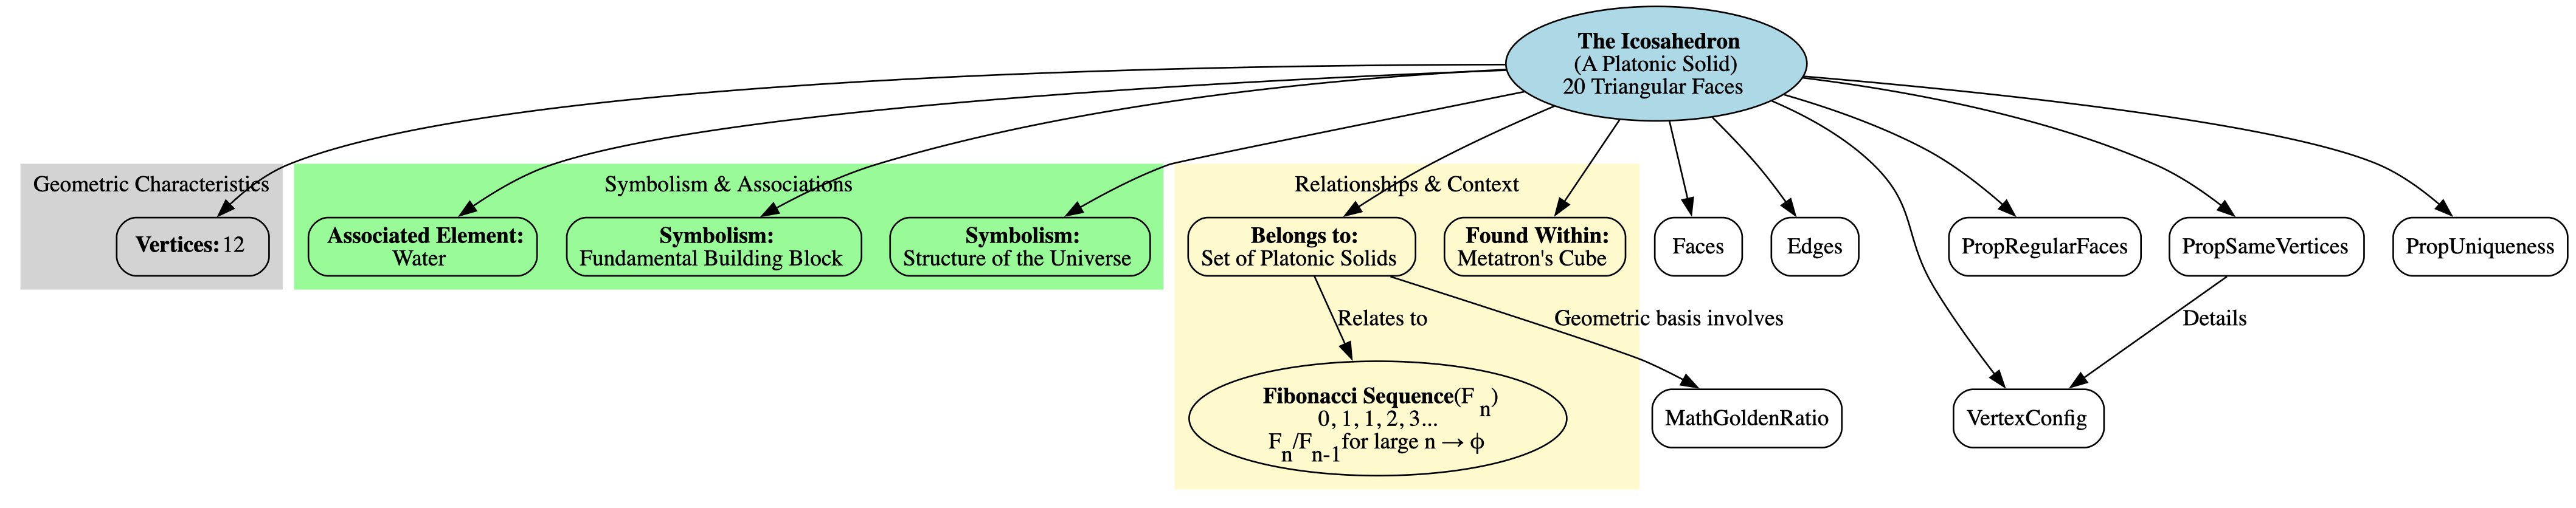 The Icosahedron
(A Platonic Solid)
20 Triangular Faces
Geometric Characteristics
Symbolism & Associations
Relationships & Context
Vertices: 12
Associated Element:
Water
Symbolism:
Fundamental Building Block
Symbolism:
Structure of the Universe
Belongs to:
Set of Platonic Solids
Found Within:
Metatron's Cube
Faces
Edges
PropRegularFaces
PropSameVertices
PropUniqueness
Relates to
Geometric basis involves
Details
Fibonacci Sequence(F n)
0, 1, 1, 2, 3...
Fn/Fn-1 for large n → ϕ
MathGoldenRatio
VertexConfig